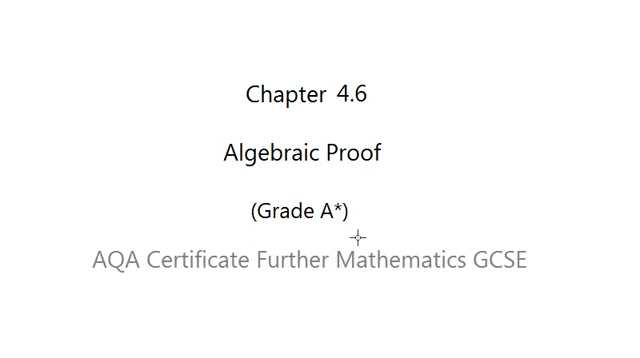 Chapter 4.6
Algebraic Proof
(Grade A*)
AQA Certificate Further Mathematics GCSE